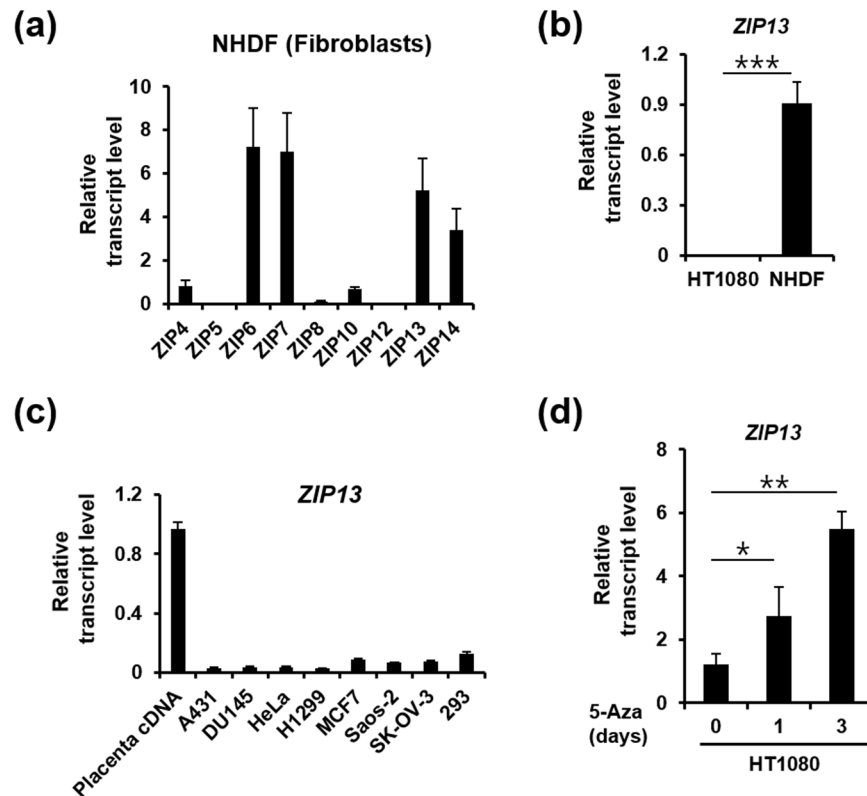 (a)
NHDF (Fibroblasts)
Relative
transcript level
10
8
6
4
2
0
ZIP4
ZIP5
ZIP6
ZIP7
ZIP8
ZIP10
ZIP12
ZIP13
ZIP14
(b)
ZIP13
Relative
transcript level
1.2
0.9
0.6
0.3
0
***
HT1080 NHDF
(c)
ZIP13
Relative
transcript level
1.2
0.8
0.4
0
Placenta cDNA
A431
DU145
HeLa
H1299
MCF7
Saos-2
SK-OV-3
293
(d)
ZIP13
Relative
transcript level
8
6
4
2
0
**
*
5-Aza
(days)
0 1 3
HT1080